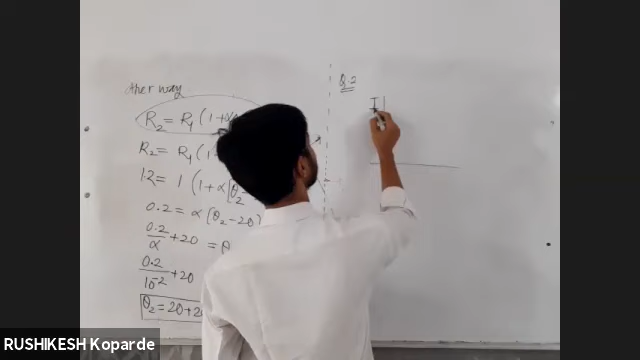 Other way
R₂ = R₁ (1+α
R₂ = R₁ (1
1.2 = 1 (1+α[θ₂-
0.2 = α [θ₂-20]
0.2/α +20 = θ
0.2/10⁻² +20
θ₂ = 20+20
Q.2
RUSHIKESH Koparde